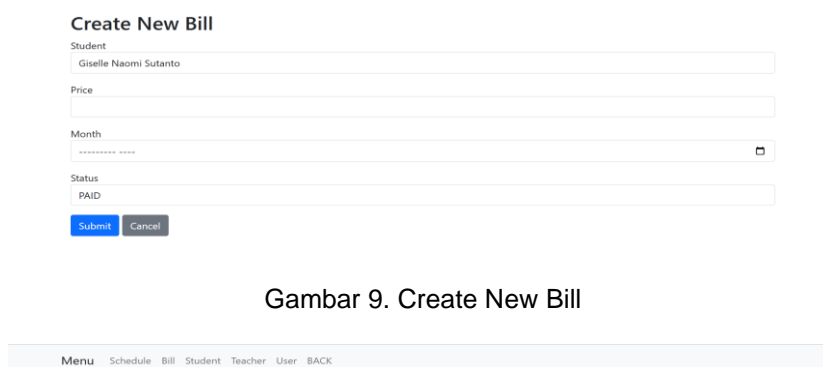 Create New Bill
Student
Giselle Naomi Sutanto
Price
Month
--------- ----
Status
PAID
Submit Cancel
Gambar 9. Create New Bill
Menu Schedule Bill Student Teacher User BACK